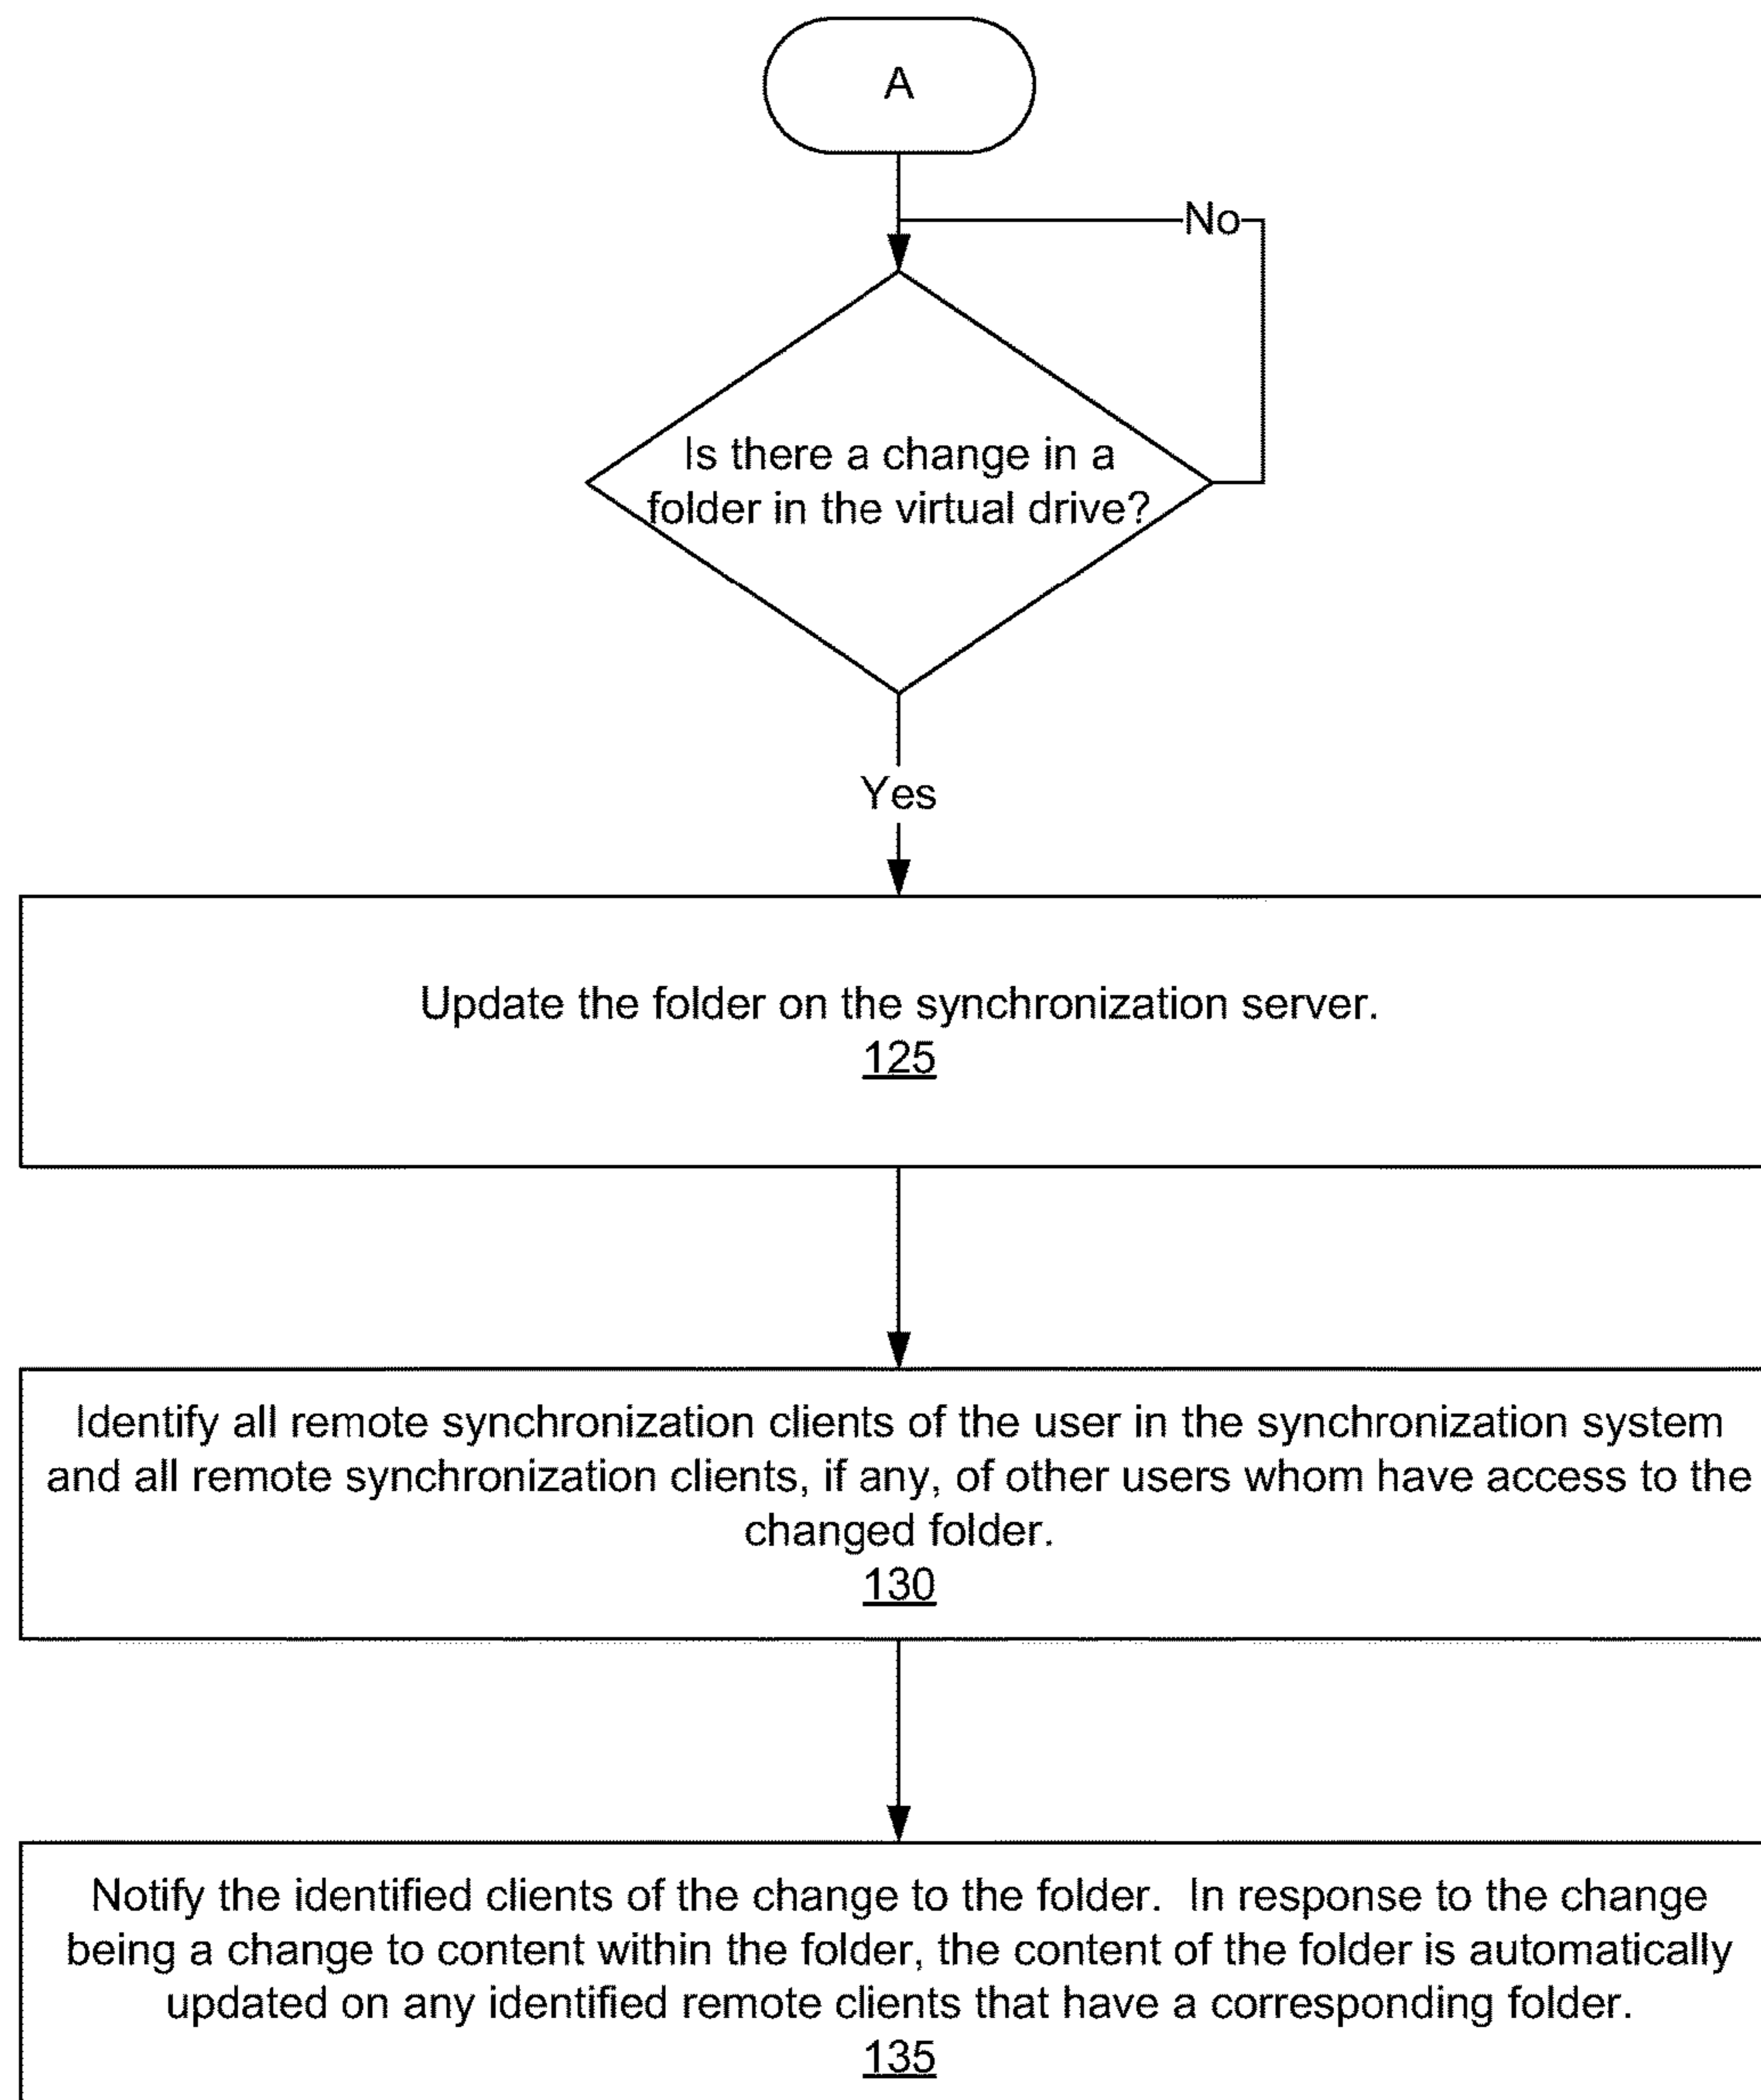 A
No
Is there a change in a
folder in the virtual drive?
Yes
Update the folder on the synchronization server.
125
Identify all remote synchronization clients of the user in the synchronization system
and all remote synchronization clients, if any, of other users whom have access to the
changed folder.
130
Notify the identified clients of the change to the folder.  In response to the change
being a change to content within the folder, the content of the folder is automatically
updated on any identified remote clients that have a corresponding folder.
135